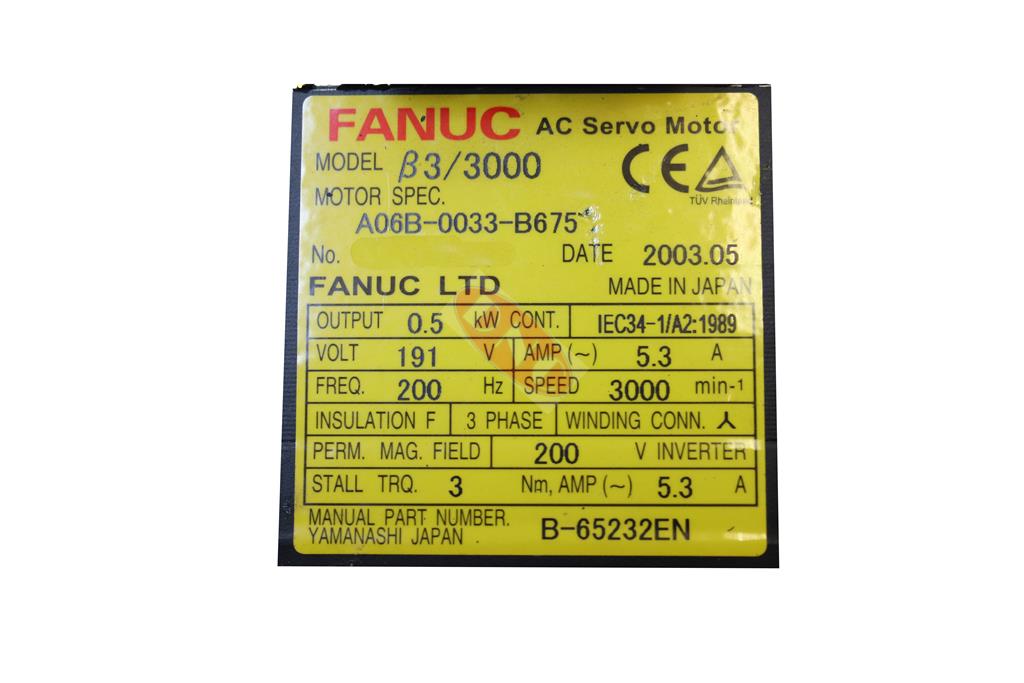 FANUC AC Servo Motor
MODEL β3/3000
CE
TÜV Rheinland
MOTOR SPEC.
A06B-0033-B675
No. DATE 2003.05
FANUC LTD MADE IN JAPAN
OUTPUT 0.5 kW CONT. IEC34-1/A2:1989
VOLT 191 V AMP (~) 5.3 A
FREQ. 200 Hz SPEED 3000 min-1
INSULATION F 3 PHASE WINDING CONN.
PERM. MAG. FIELD 200 V INVERTER
STALL TRQ. 3 Nm, AMP (~) 5.3 A
MANUAL PART NUMBER. B-65232EN
YAMANASHI JAPAN